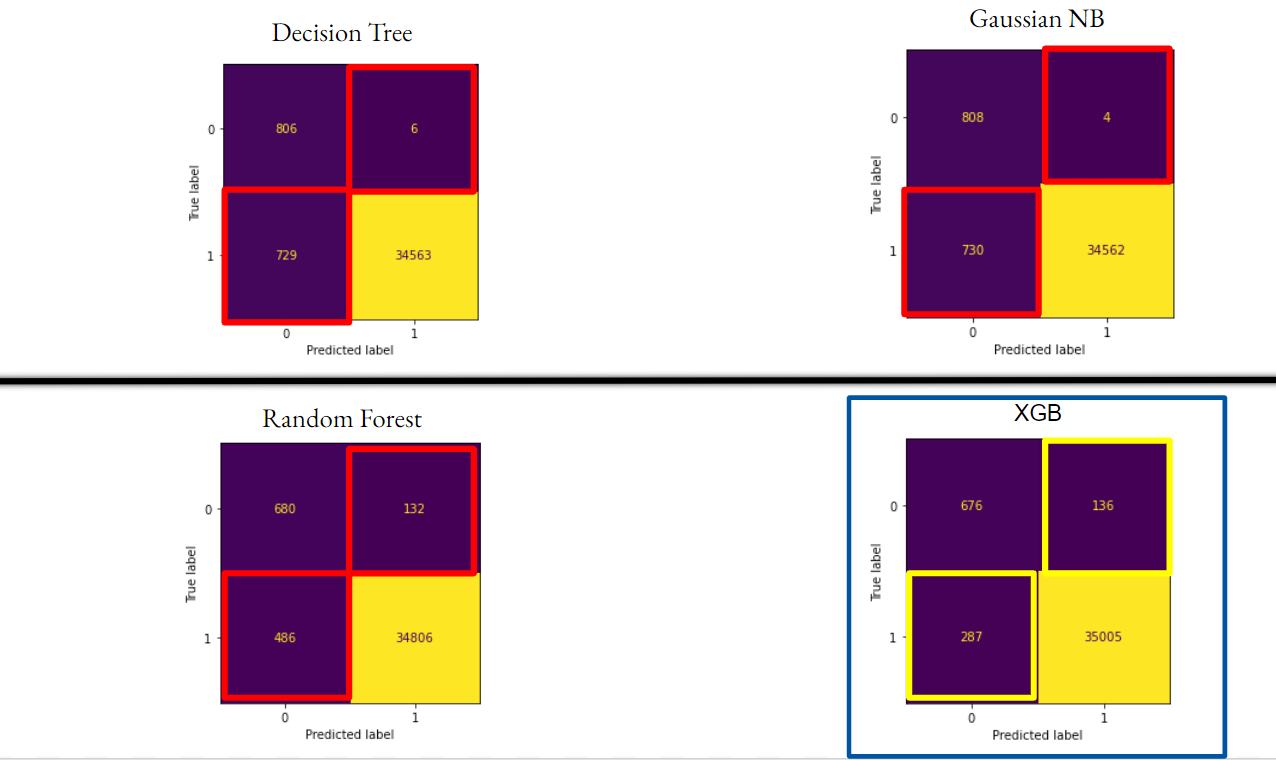 Decision Tree
0
806
6
True label
1
729
34563
0
1
Predicted label
Gaussian NB
0
808
4
True label
1
730
34562
0
1
Predicted label
Random Forest
0
680
132
True label
1
486
34806
0
1
Predicted label
XGB
0
676
136
True label
1
287
35005
0
1
Predicted label